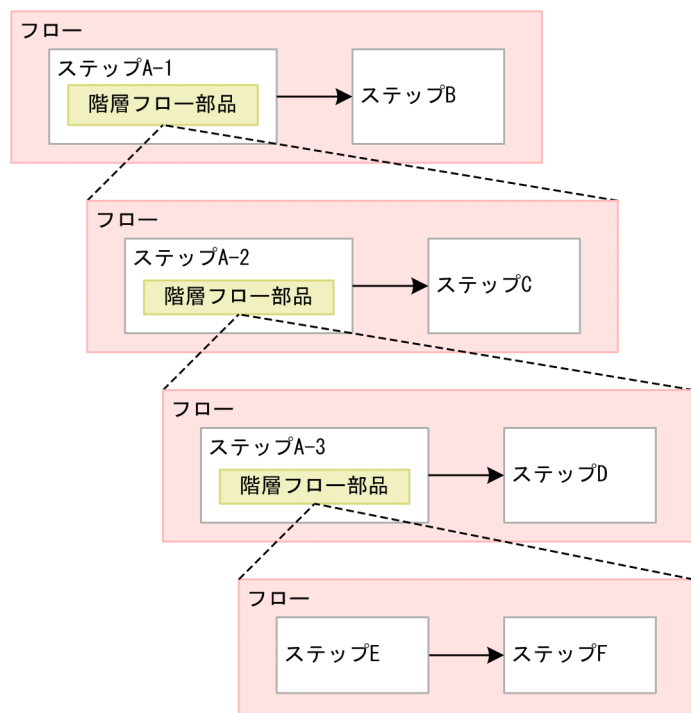 フロー
ステップA-1
階層フロー部品
ステップB
フロー
ステップA-2
階層フロー部品
ステップC
フロー
ステップA-3
階層フロー部品
ステップD
フロー
ステップE
ステップF